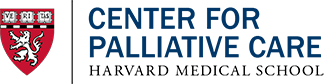 CENTER FOR
PALLIATIVE CARE
HARVARD MEDICAL SCHOOL